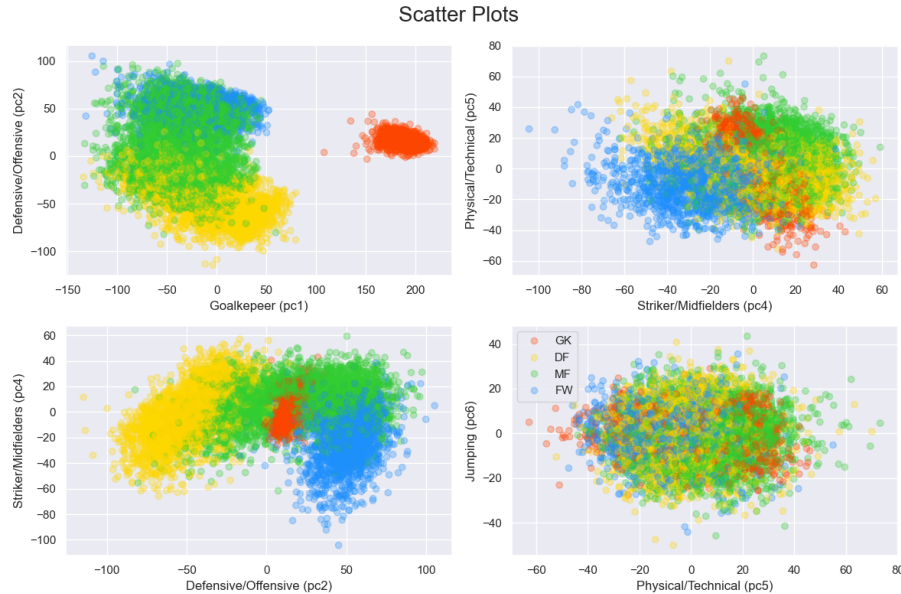 Scatter Plots
100
50
0
−50
−100
Defensive/Offensive (pc2)
−150 −100 −50 0 50 100 150 200
Goalkepeer (pc1)
80
60
40
20
0
−20
−40
−60
Physical/Technical (pc5)
−100 −80 −60 −40 −20 0 20 40 60
Striker/Midfielders (pc4)
60
40
20
0
−20
−40
−60
−80
−100
Striker/Midfielders (pc4)
−100 −50 0 50 100
Defensive/Offensive (pc2)
GK
DF
MF
FW
40
20
0
−20
−40
Jumping (pc6)
−60 −40 −20 0 20 40 60 80
Physical/Technical (pc5)